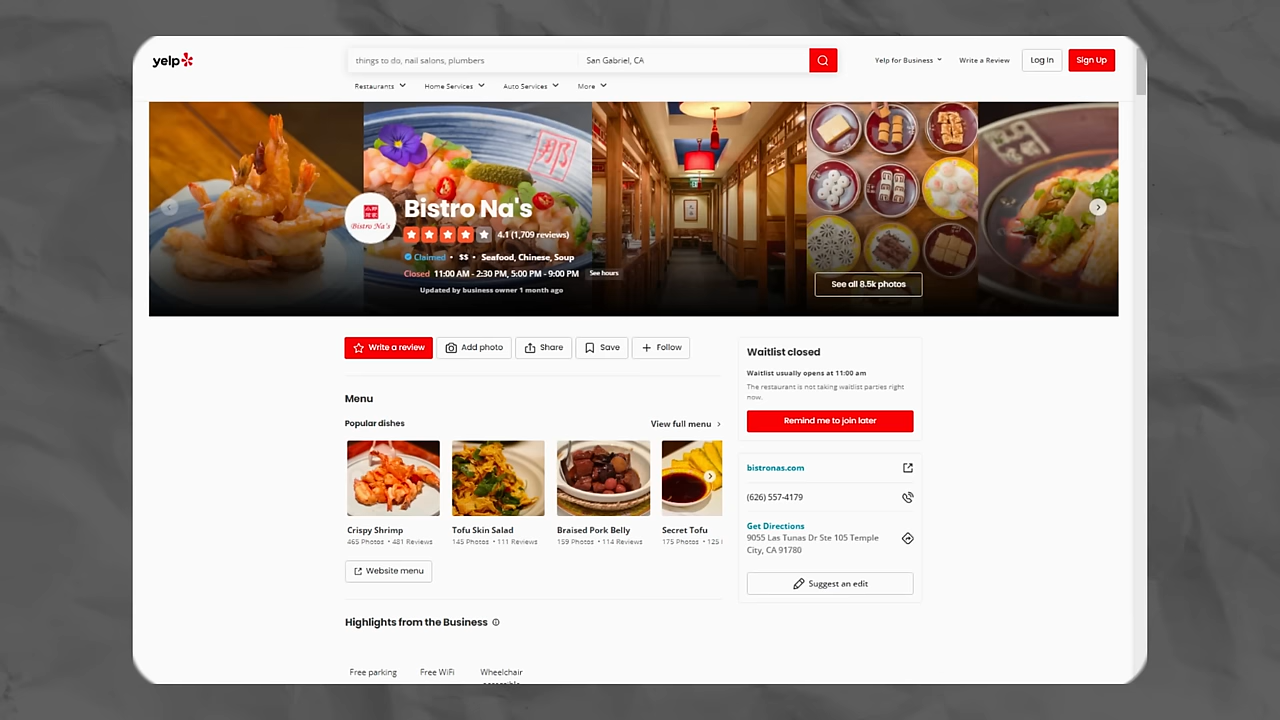 yelp
things to do, nail salons, plumbers
San Gabriel, CA
Yelp for Business
Write a Review
Log In
Sign Up
Restaurants
Home Services
Auto Services
More
那
Bistro Na's
Bistro Na's
4.1 (1,709 reviews)
Claimed • $$ • Seafood, Chinese, Soup
Closed 11:00 AM - 2:30 PM, 5:00 PM - 9:00 PM See hours
Updated by business owner 1 month ago
See all 8.5k photos
Write a review
Add photo
Share
Save
Follow
Menu
Popular dishes
View full menu
Crispy Shrimp
465 Photos • 481 Reviews
Tofu Skin Salad
145 Photos • 111 Reviews
Braised Pork Belly
159 Photos • 114 Reviews
Secret Tofu
175 Photos • 125
Website menu
Highlights from the Business
Free parking
Free WiFi
Wheelchair
accessible
Waitlist closed
Waitlist usually opens at 11:00 am
The restaurant is not taking waitlist parties right
now.
Remind me to join later
bistronas.com
(626) 557-4179
Get Directions
9055 Las Tunas Dr Ste 105 Temple
City, CA 91780
Suggest an edit